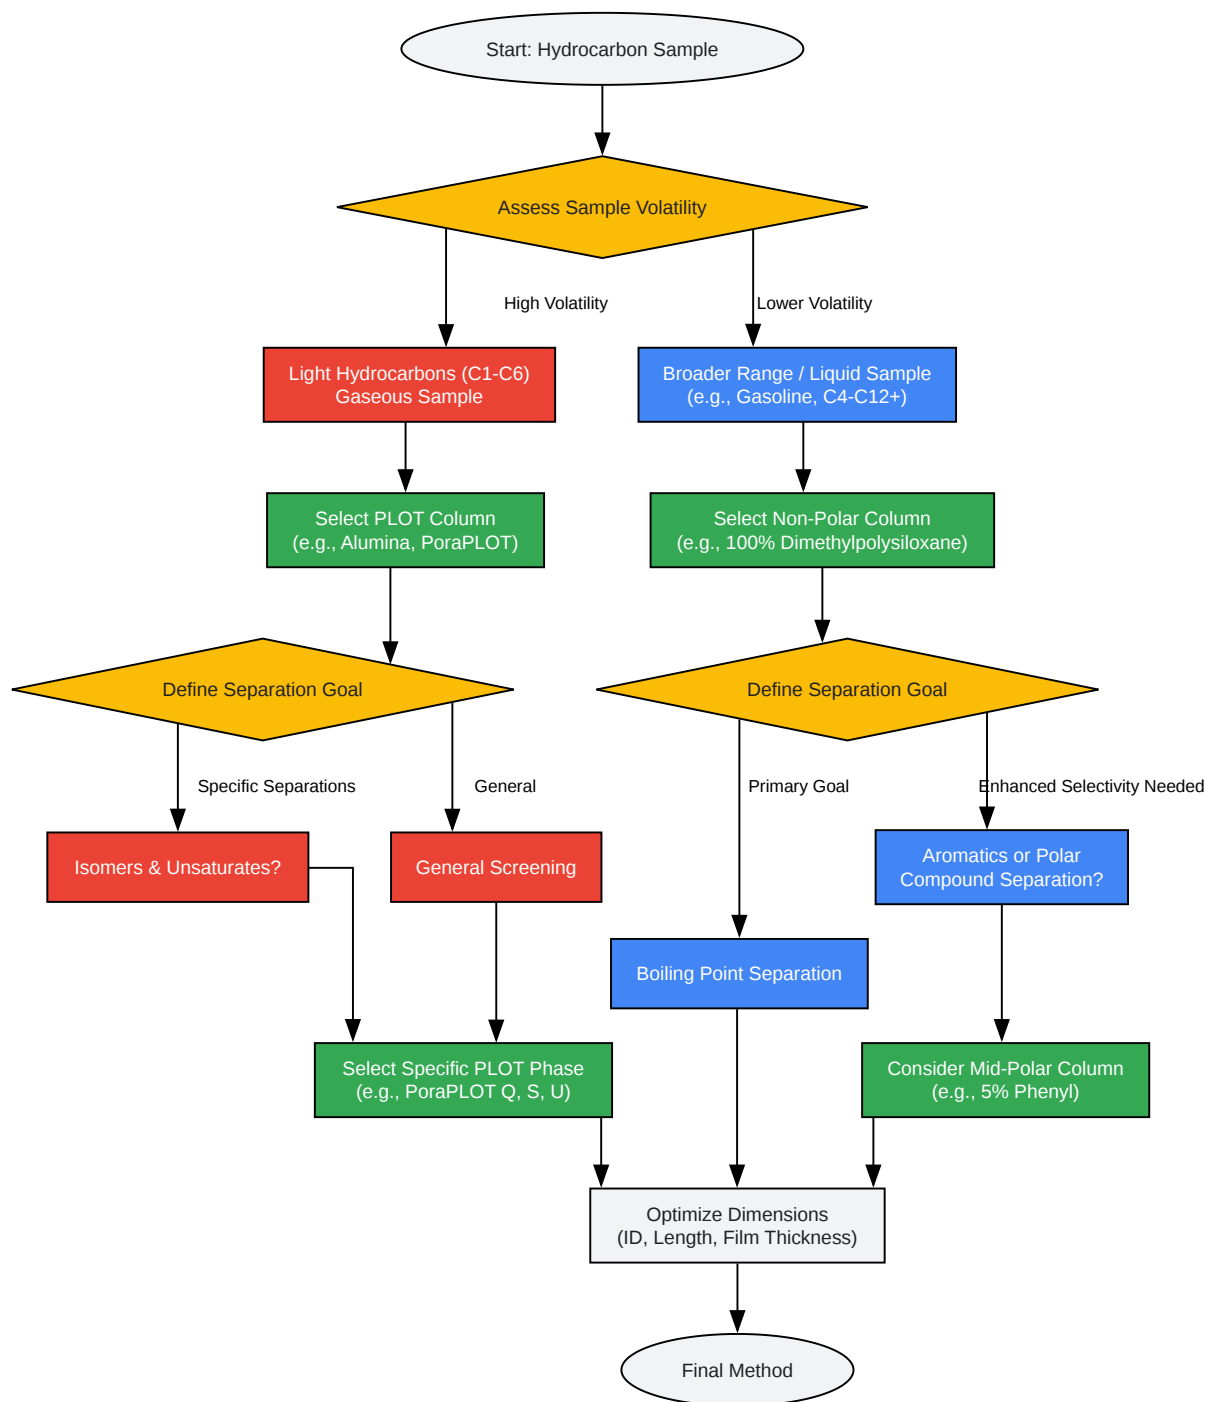 Start: Hydrocarbon Sample
Assess Sample Volatility
High Volatility
Lower Volatility
Light Hydrocarbons (C1-C6)
Gaseous Sample
Broader Range / Liquid Sample
(e.g., Gasoline, C4-C12+)
Select PLOT Column
(e.g., Alumina, PoraPLOT)
Select Non-Polar Column
(e.g., 100% Dimethylpolysiloxane)
Define Separation Goal
Define Separation Goal
Specific Separations
General
Primary Goal
Enhanced Selectivity Needed
Isomers & Unsaturates?
General Screening
Aromatics or Polar
Compound Separation?
Boiling Point Separation
Select Specific PLOT Phase
(e.g., PoraPLOT Q, S, U)
Consider Mid-Polar Column
(e.g., 5% Phenyl)
Optimize Dimensions
(ID, Length, Film Thickness)
Final Method